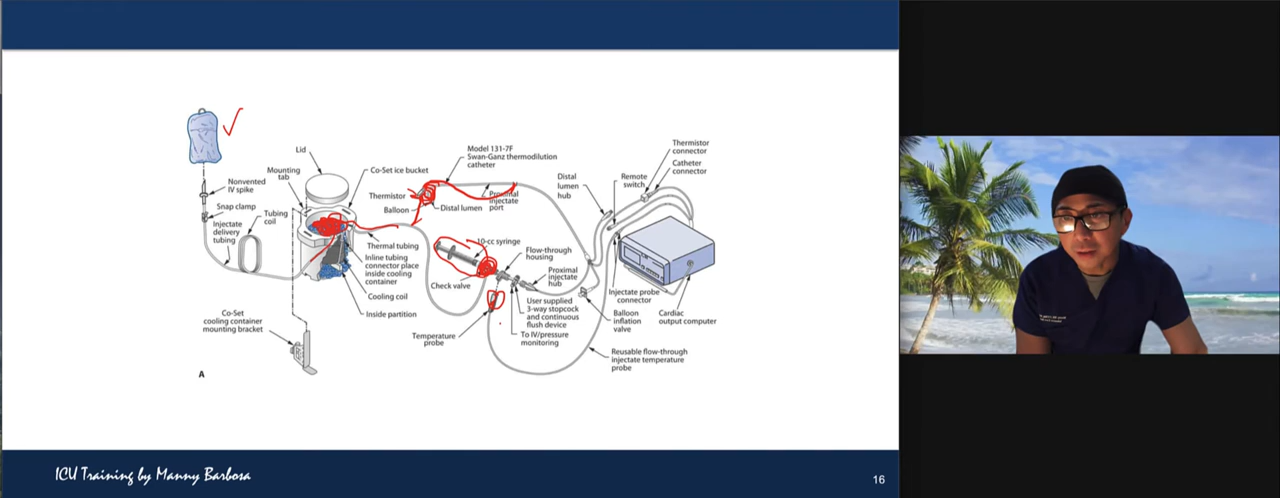 Lid
Mounting
tab
Co-Set ice bucket
Nonvented
IV spike
Snap clamp
Injectate
delivery
tubing
Tubing
coil
Thermistor
Balloon
Distal lumen
Model 131-7F
Swan-Ganz thermodilution
catheter
Proximal
injectate
port
Thermal tubing
Inline tubing
connector place
inside cooling
container
Cooling coil
Inside partition
Co-Set
cooling container
mounting bracket
10-cc syringe
Flow-through
housing
Proximal
injectate
hub
Check valve
User supplied
3-way stopcock
and continuous
flush device
To IV/pressure
monitoring
Temperature
probe
Distal
lumen
hub
Remote
switch
Thermistor
connector
Catheter
connector
Injectate probe
connector
Balloon
inflation
valve
Cardiac
output computer
Reusable flow-through
injectate temperature
probe
A
ICU Training by Manny Barbosa
16